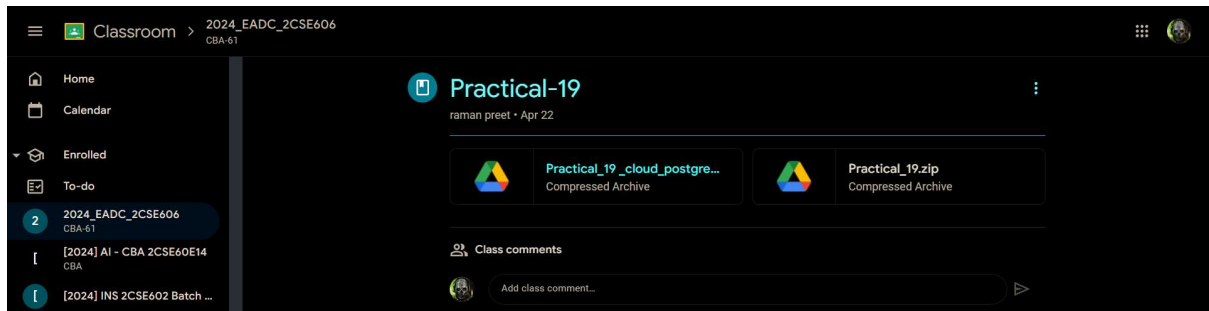 Classroom > 2024_EADC_2CSE606
CBA-61
Home
Calendar
Enrolled
To-do
2 2024_EADC_2CSE606
CBA-61
[ [2024] AI - CBA 2CSE60E14
CBA
[ [2024] INS 2CSE602 Batch ...
Practical-19
raman preet • Apr 22
Practical_19 _cloud_postgre...
Compressed Archive
Practical_19.zip
Compressed Archive
Class comments
Add class comment...